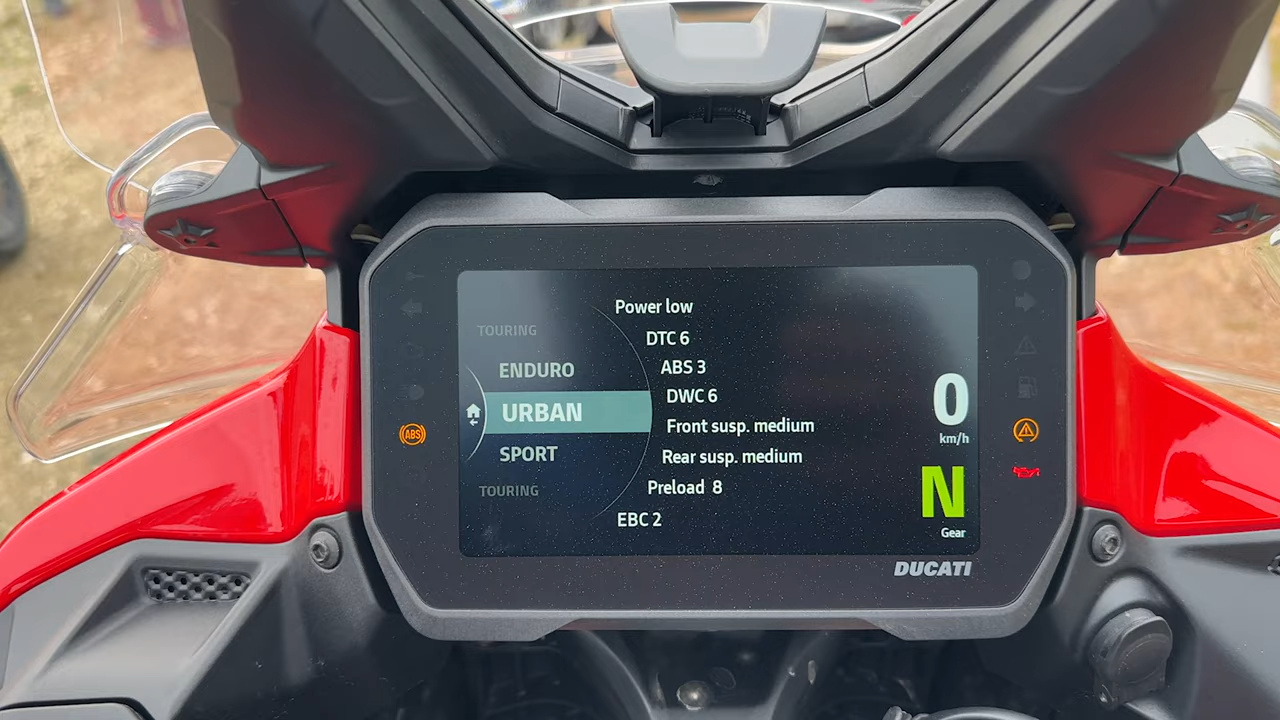 TOURING
ENDURO
URBAN
SPORT
TOURING
Power low
DTC 6
ABS 3
DWC 6
Front susp. medium
Rear susp. medium
Preload 8
EBC 2
0
km/h
N
Gear
ABS
DUCATI